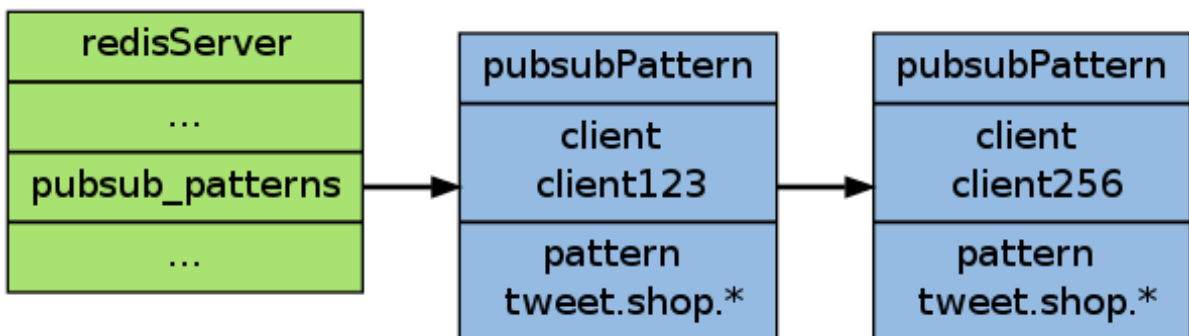 redisServer
...
pubsub_patterns
...
pubsubPattern
client
client123
pattern
tweet.shop.*
pubsubPattern
client
client256
pattern
tweet.shop.*